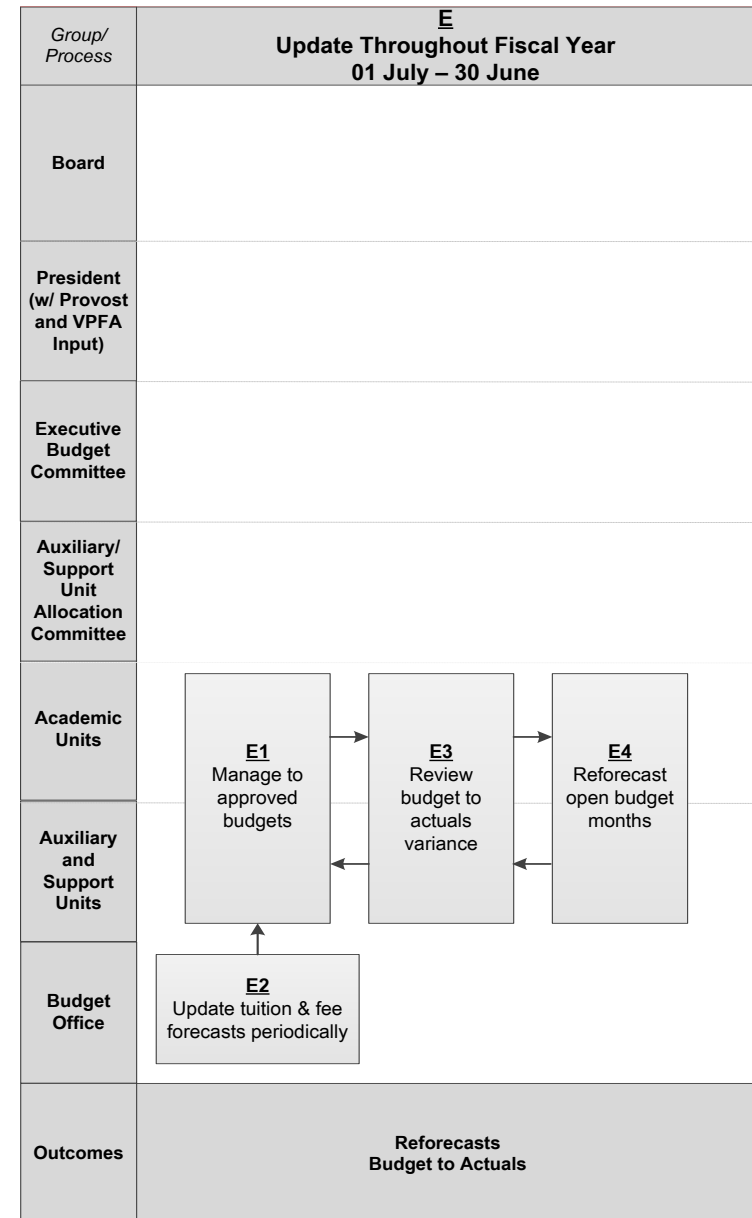 Group/
Process
E
Update Throughout Fiscal Year
01 July – 30 June
Board
President
(w/ Provost
and VPFA
Input)
Executive
Budget
Committee
Auxiliary/
Support
Unit
Allocation
Committee
Academic
Units
E1
Manage to
approved
budgets
E3
Review
budget to
actuals
variance
E4
Reforecast
open budget
months
Auxiliary
and
Support
Units
Budget
Office
E2
Update tuition & fee
forecasts periodically
Outcomes
Reforecasts
Budget to Actuals